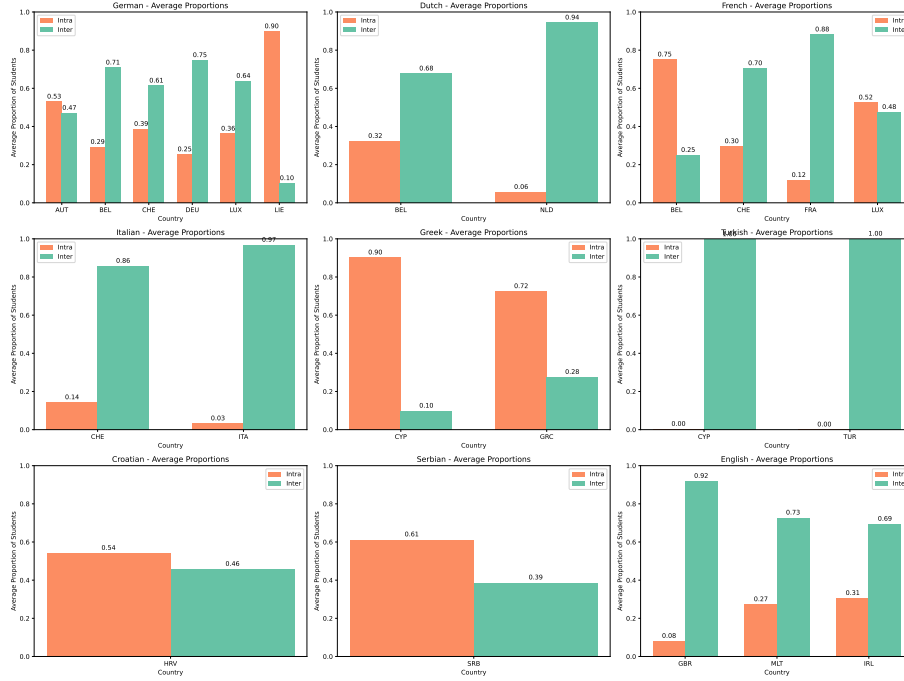 German - Average Proportions
Average Proportion of Students
1.0
0.8
0.6
0.4
0.2
0.0
Intra
Inter
0.53
0.47
0.29
0.71
0.39
0.61
0.25
0.75
0.36
0.64
0.90
0.10
AUT BEL CHE DEU LUX LIE
Country
Dutch - Average Proportions
Average Proportion of Students
1.0
0.8
0.6
0.4
0.2
0.0
Intra
Inter
0.32
0.68
0.06
0.94
BEL NLD
Country
French - Average Proportions
Average Proportion of Students
1.0
0.8
0.6
0.4
0.2
0.0
Intra
Inter
0.75
0.25
0.30
0.70
0.12
0.88
0.52
0.48
BEL CHE FRA LUX
Country
Italian - Average Proportions
Average Proportion of Students
1.0
0.8
0.6
0.4
0.2
0.0
Intra
Inter
0.14
0.86
0.03
0.97
CHE ITA
Country
Greek - Average Proportions
Average Proportion of Students
1.0
0.8
0.6
0.4
0.2
0.0
Intra
Inter
0.90
0.10
0.72
0.28
CYP GRC
Country
Turkish - Average Proportions
Average Proportion of Students
1.0
0.8
0.6
0.4
0.2
0.0
Intra
Inter
0.00
0.00
1.00
CYP TUR
Country
Croatian - Average Proportions
Average Proportion of Students
1.0
0.8
0.6
0.4
0.2
0.0
Intra
Inter
0.54
0.46
HRV
Country
Serbian - Average Proportions
Average Proportion of Students
1.0
0.8
0.6
0.4
0.2
0.0
Intra
Inter
0.61
0.39
SRB
Country
English - Average Proportions
Average Proportion of Students
1.0
0.8
0.6
0.4
0.2
0.0
Intra
Inter
0.08
0.92
0.27
0.73
0.31
0.69
GBR MLT IRL
Country